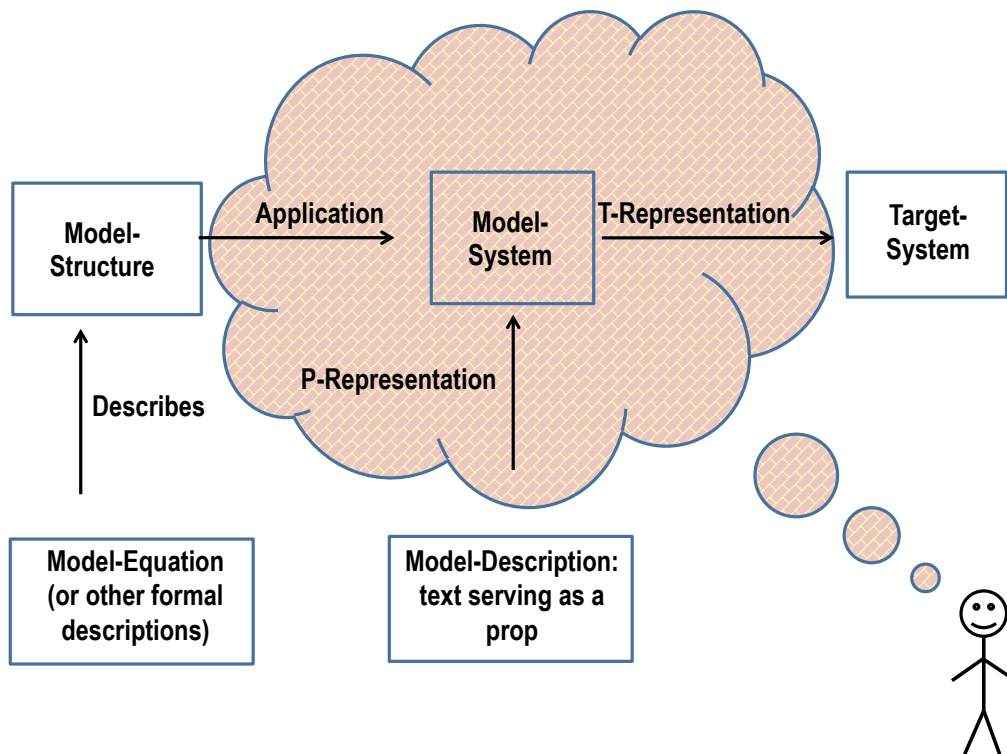 Application
T-Representation
Model-
Structure
Model-
System
Target-
System
P-Representation
Describes
Model-Equation
(or other formal
descriptions)
Model-Description:
text serving as a
prop